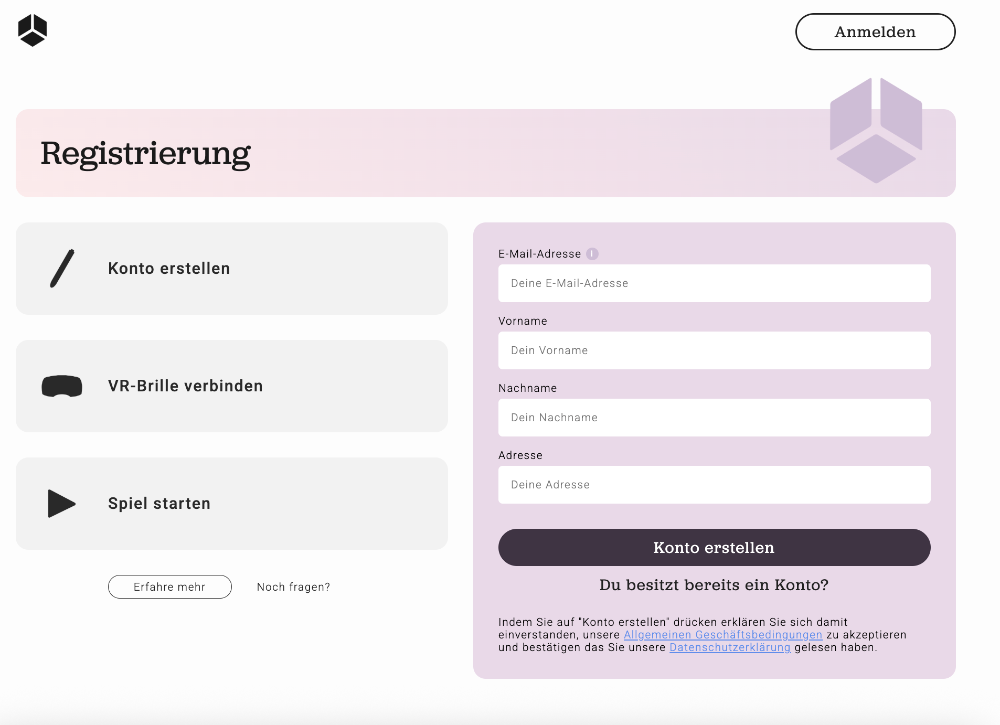 Anmelden
Registrierung
Konto erstellen
VR-Brille verbinden
Spiel starten
Erfahre mehr
Noch fragen?
E-Mail-Adresse i
Deine E-Mail-Adresse
Vorname
Dein Vorname
Nachname
Dein Nachname
Adresse
Deine Adresse
Konto erstellen
Du besitzt bereits ein Konto?
Indem Sie auf "Konto erstellen" drücken erklären Sie sich damit
einverstanden, unsere Allgemeinen Geschäftsbedingungen zu akzeptieren
und bestätigen das Sie unsere Datenschutzerklärung gelesen haben.